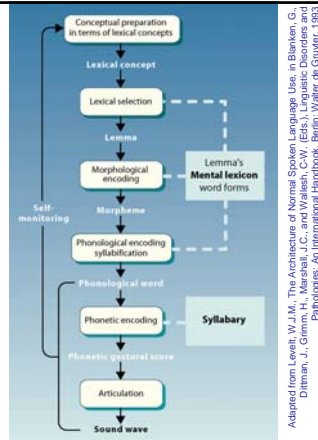 Conceptual preparation
in terms of lexical concepts
Lexical concept
Lexical selection
Lemma
Lemma's
Mental lexicon
word forms
Morphological
encoding
Self-
monitoring
Morpheme
Phonological encoding
syllabification
Phonological word
Phonetic encoding
Syllabary
Phonetic gestural score
Articulation
Sound wave
Adapted from Levelt, W.J.M., The Architecture of Normal Spoken Language Use, in Blanken, G.,
Dittman, J., Grimm, H., Marshall, J.C., and Wallesh, C-W. (Eds.), Linguistic Disorders and
Pathologies: An International Handbook. Berlin: Walter de Gruyter, 1993